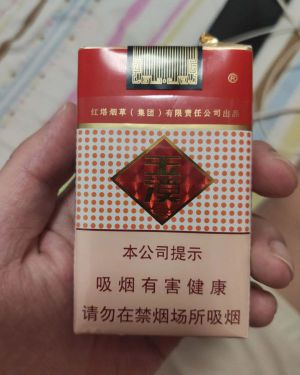 ®
红塔烟草(集团)有限责任公司出品
玉溪
本公司提示
吸烟有害健康
请勿在禁烟场所吸烟